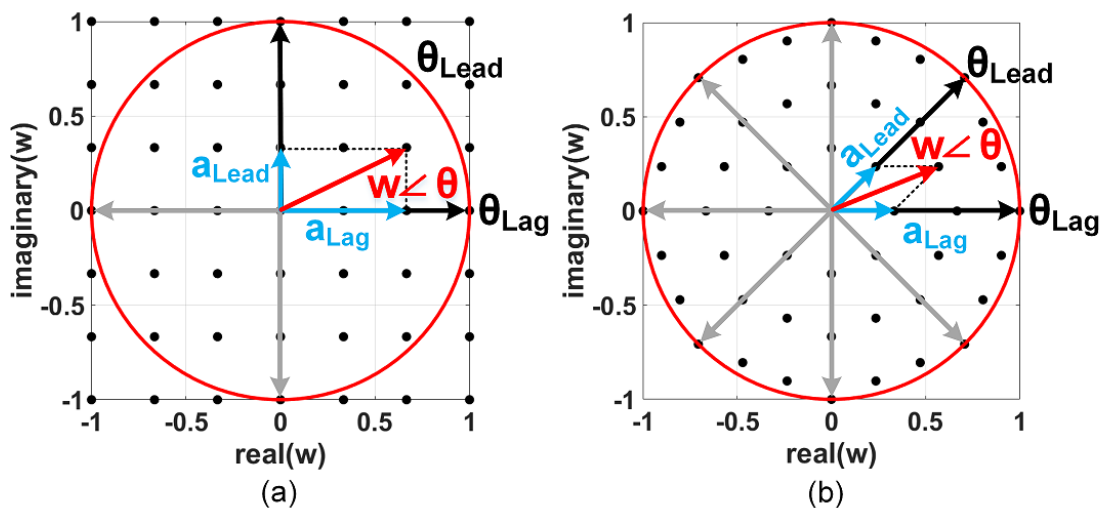 1
0.5
0
-0.5
-1
imaginary(w)
-1
-0.5
0
0.5
1
real(w)
θLead
aLead
w∠ θ
aLag
θLag
(a)
1
0.5
0
-0.5
-1
imaginary(w)
-1
-0.5
0
0.5
1
real(w)
θLead
aLead
w∠ θ
aLag
θLag
(b)